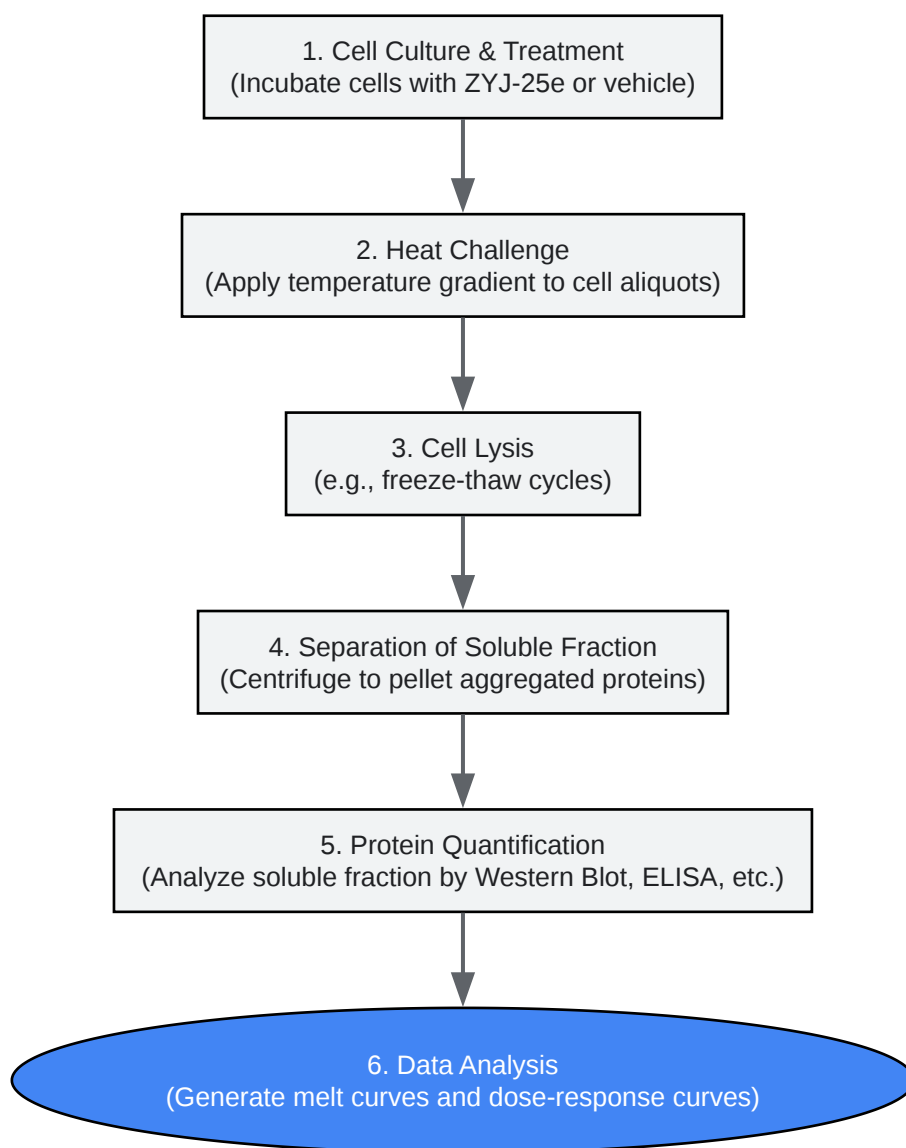 1. Cell Culture & Treatment
(Incubate cells with ZYJ-25e or vehicle)
2. Heat Challenge
(Apply temperature gradient to cell aliquots)
3. Cell Lysis
(e.g., freeze-thaw cycles)
4. Separation of Soluble Fraction
(Centrifuge to pellet aggregated proteins)
5. Protein Quantification
(Analyze soluble fraction by Western Blot, ELISA, etc.)
6. Data Analysis
(Generate melt curves and dose-response curves)